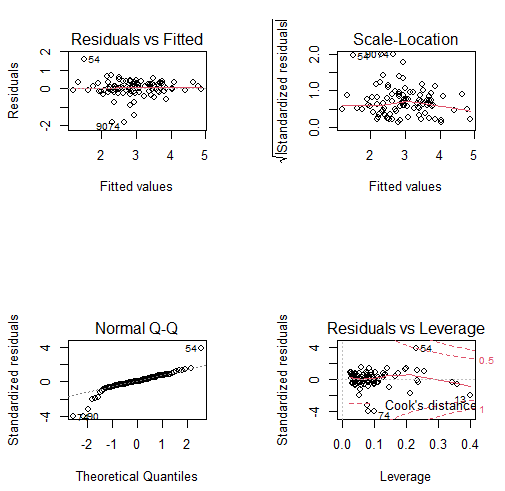 Residuals vs Fitted
Residuals
2
0
-2
54
9074
2 3 4 5
Fitted values
Scale-Location
√|Standardized residuals|
2.0
1.0
0.0
54
9074
2 3 4 5
Fitted values
Normal Q-Q
Standardized residuals
4
0
-4
54
90
-2 -1 0 1 2
Theoretical Quantiles
Residuals vs Leverage
Standardized residuals
4
0
-4
54
0.5
13
Cook's distance
1
74
0.0 0.1 0.2 0.3 0.4
Leverage